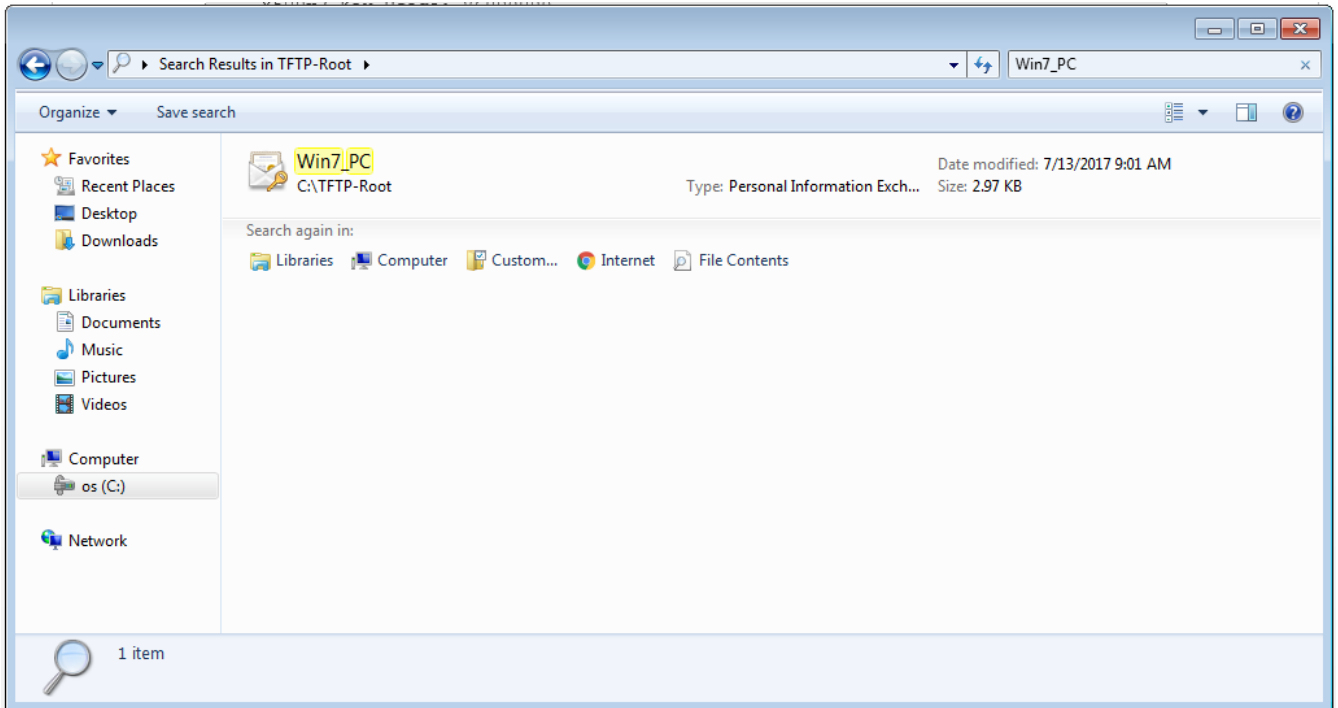 Search Results in TFTP-Root
Win7_PC
Organize
Save search
Favorites
Recent Places
Desktop
Downloads
Libraries
Documents
Music
Pictures
Videos
Computer
os (C:)
Network
Win7_PC
C:\TFTP-Root
Type: Personal Information Exch...
Date modified: 7/13/2017 9:01 AM
Size: 2.97 KB
Search again in:
Libraries Computer Custom... Internet File Contents
1 item